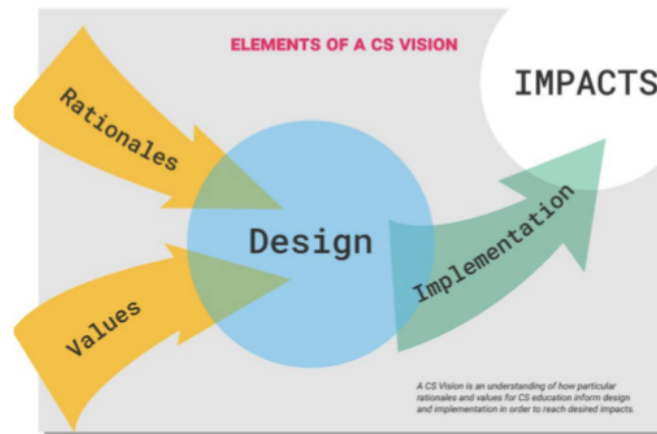 ELEMENTS OF A CS VISION
IMPACTS
Rationales
Design
Implementation
Values
A CS Vision is an understanding of how particular
rationales and values for CS education inform design
and implementation in order to reach desired impacts.